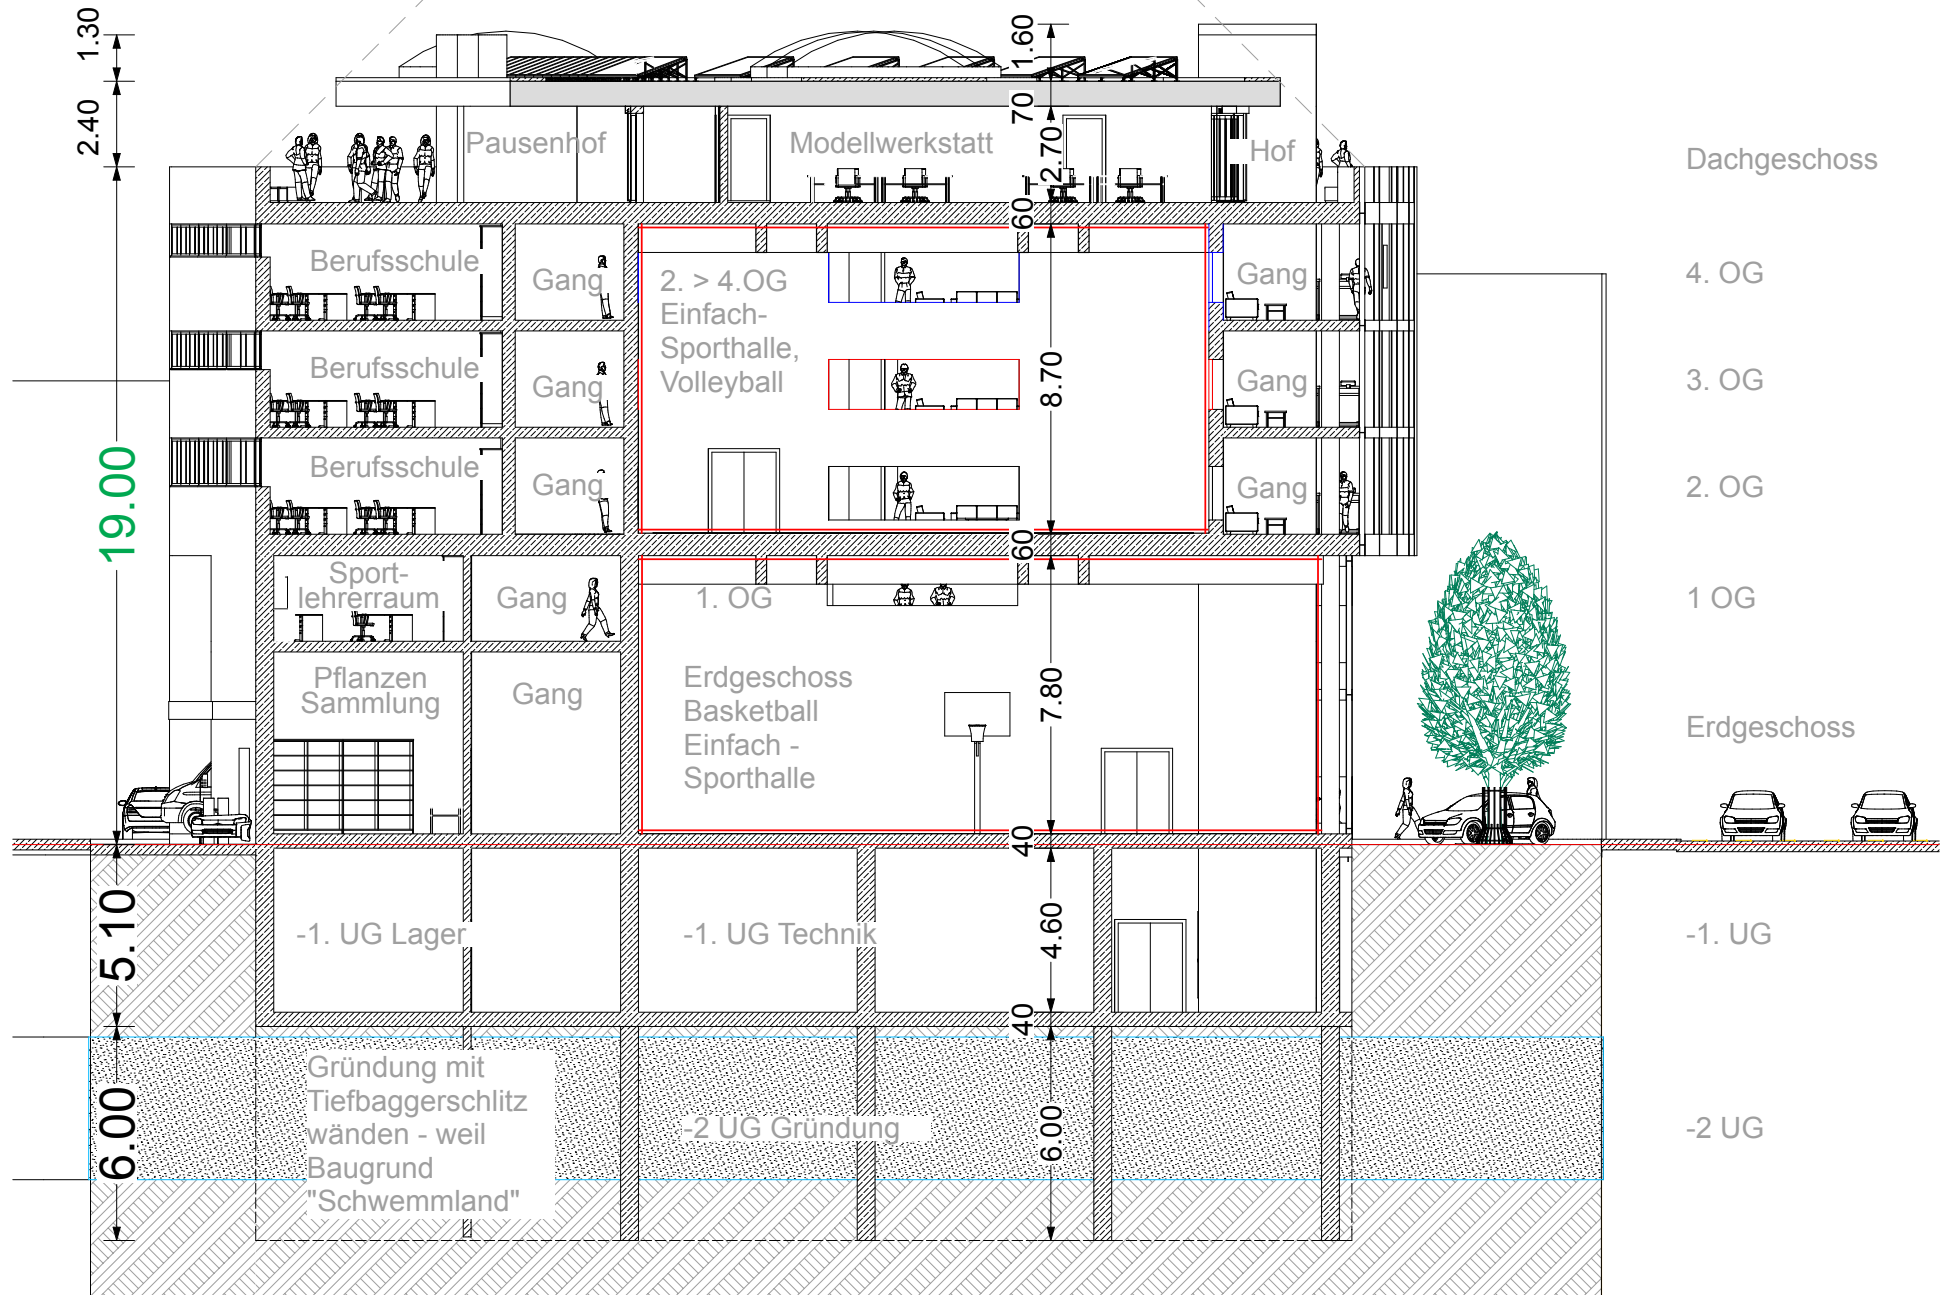 1.30
1.60
2.40
70
Pausenhof
Modellwerkstatt
2.70
Hof
Dachgeschoss
60
Berufsschule
Gang
2. > 4.OG
Einfach-
Sporthalle,
Volleyball
Gang
4. OG
Berufsschule
Gang
8.70
Gang
3. OG
19.00
Berufsschule
Gang
Gang
2. OG
60
Sport-
lehrerraum
Gang
1. OG
1 OG
Pflanzen
Sammlung
Gang
Erdgeschoss
Basketball
Einfach -
Sporthalle
7.80
Erdgeschoss
40
5.10
-1. UG Lager
-1. UG Technik
4.60
-1. UG
40
6.00
Gründung mit
Tiefbaggerschlitz
wänden - weil
Baugrund
"Schwemmland"
-2 UG Gründung
6.00
-2 UG